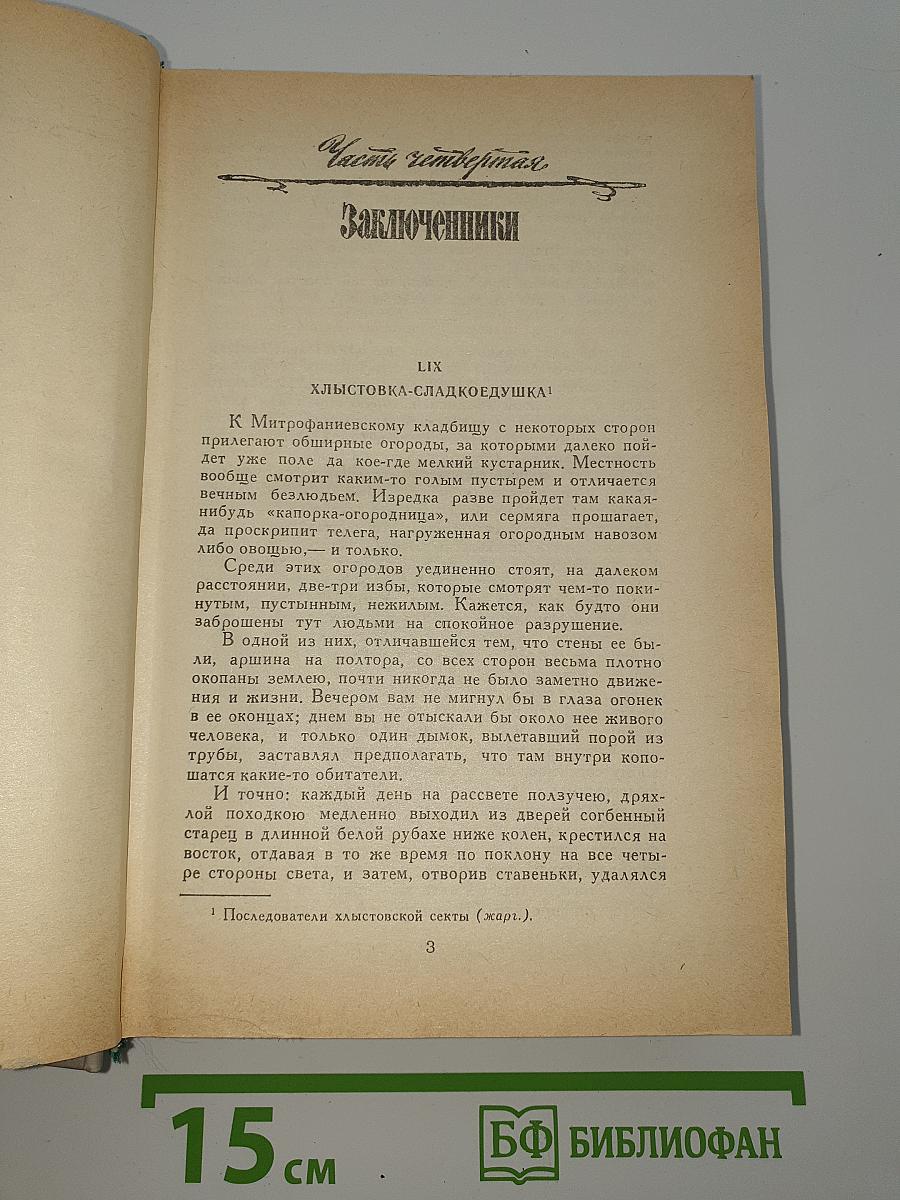 Часть четвертая
Заключенники
LIX
ХЛЫСТОВКА-СЛАДКОЕДУШКА¹
К Митрофаниевскому кладбищу с некоторых сторон
прилегают обширные огороды, за которыми далеко пой-
дет уже поле да кое-где мелкий кустарник. Местность
вообще смотрит каким-то голым пустырем и отличается
вечным безлюдьем. Изредка разве пройдет там какая-
нибудь «капорка-огородница», или сермяга прошагает,
да проскрипит телега, нагруженная огородным навозом
либо овощью,— и только.
Среди этих огородов уединенно стоят, на далеком
расстоянии, две-три избы, которые смотрят чем-то поки-
нутым, пустынным, нежилым. Кажется, как будто они
заброшены тут людьми на спокойное разрушение.
В одной из них, отличавшейся тем, что стены ее бы-
ли, аршина на полтора, со всех сторон весьма плотно
окопаны землею, почти никогда не было заметно движе-
ния и жизни. Вечером вам не мигнул бы в глаза огонек
в ее оконцах; днем вы не отыскали бы около нее живого
человека, и только один дымок, вылетавший порой из
трубы, заставлял предполагать, что там внутри копо-
шатся какие-то обитатели.
И точно: каждый день на рассвете ползучею, дрях-
лой походкою медленно выходил из дверей согбенный
старец в длинной белой рубахе ниже колен, крестился на
восток, отдавая в то же время по поклону на все четы-
ре стороны света, и затем, отворив ставеньки, удалялся
¹ Последователи хлыстовской секты (жарг.).
3
15 см
БФ БИБЛИОФАН